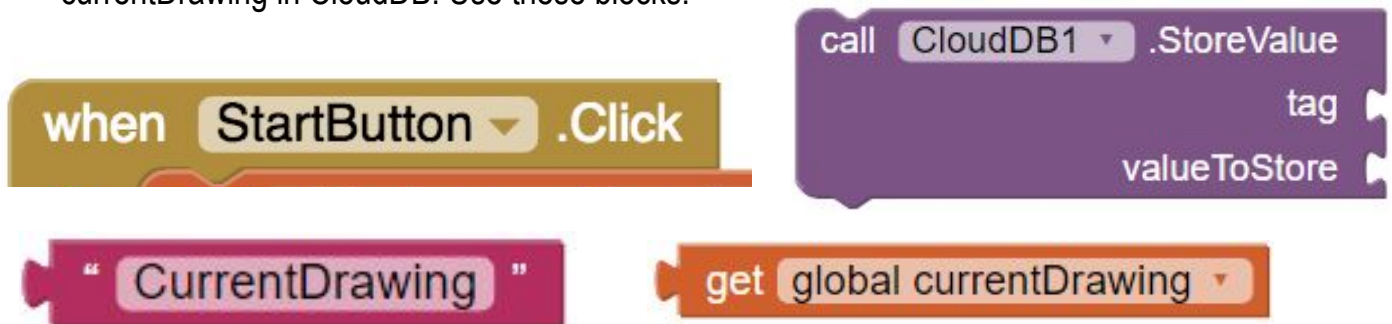 currentDrawing in CloudDB. Use these blocks:
call CloudDB1 .StoreValue
tag
valueToStore
when StartButton .Click
“ CurrentDrawing ”
get global currentDrawing